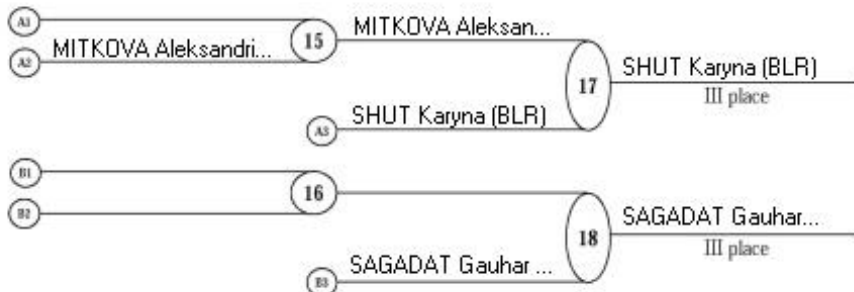 A1
MITKOVA Aleksandri...
A2
15
MITKOVA Aleksan...
SHUT Karyna (BLR)
A3
17
SHUT Karyna (BLR)
III place
B1
B2
16
SAGADAT Gauhar ...
B3
18
SAGADAT Gauhar...
III place